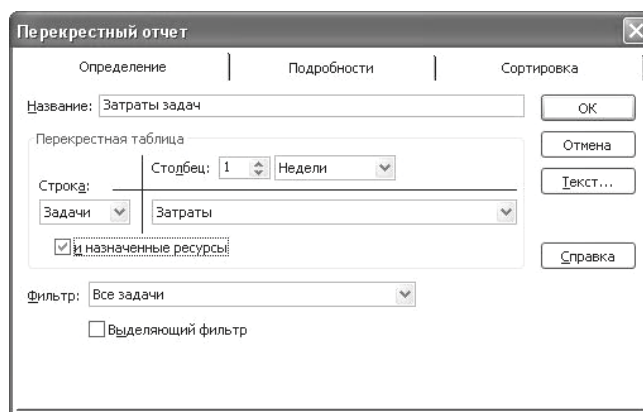 Перекрестный отчет
Определение Подробности Сортировка
Название: Затраты задач ОК
Перекрестная таблица
Отмена
Столбец: 1 Недели
Строка:
Текст...
Задачи Затраты
и назначенные ресурсы
Справка
Фильтр: Все задачи
Выделяющий фильтр